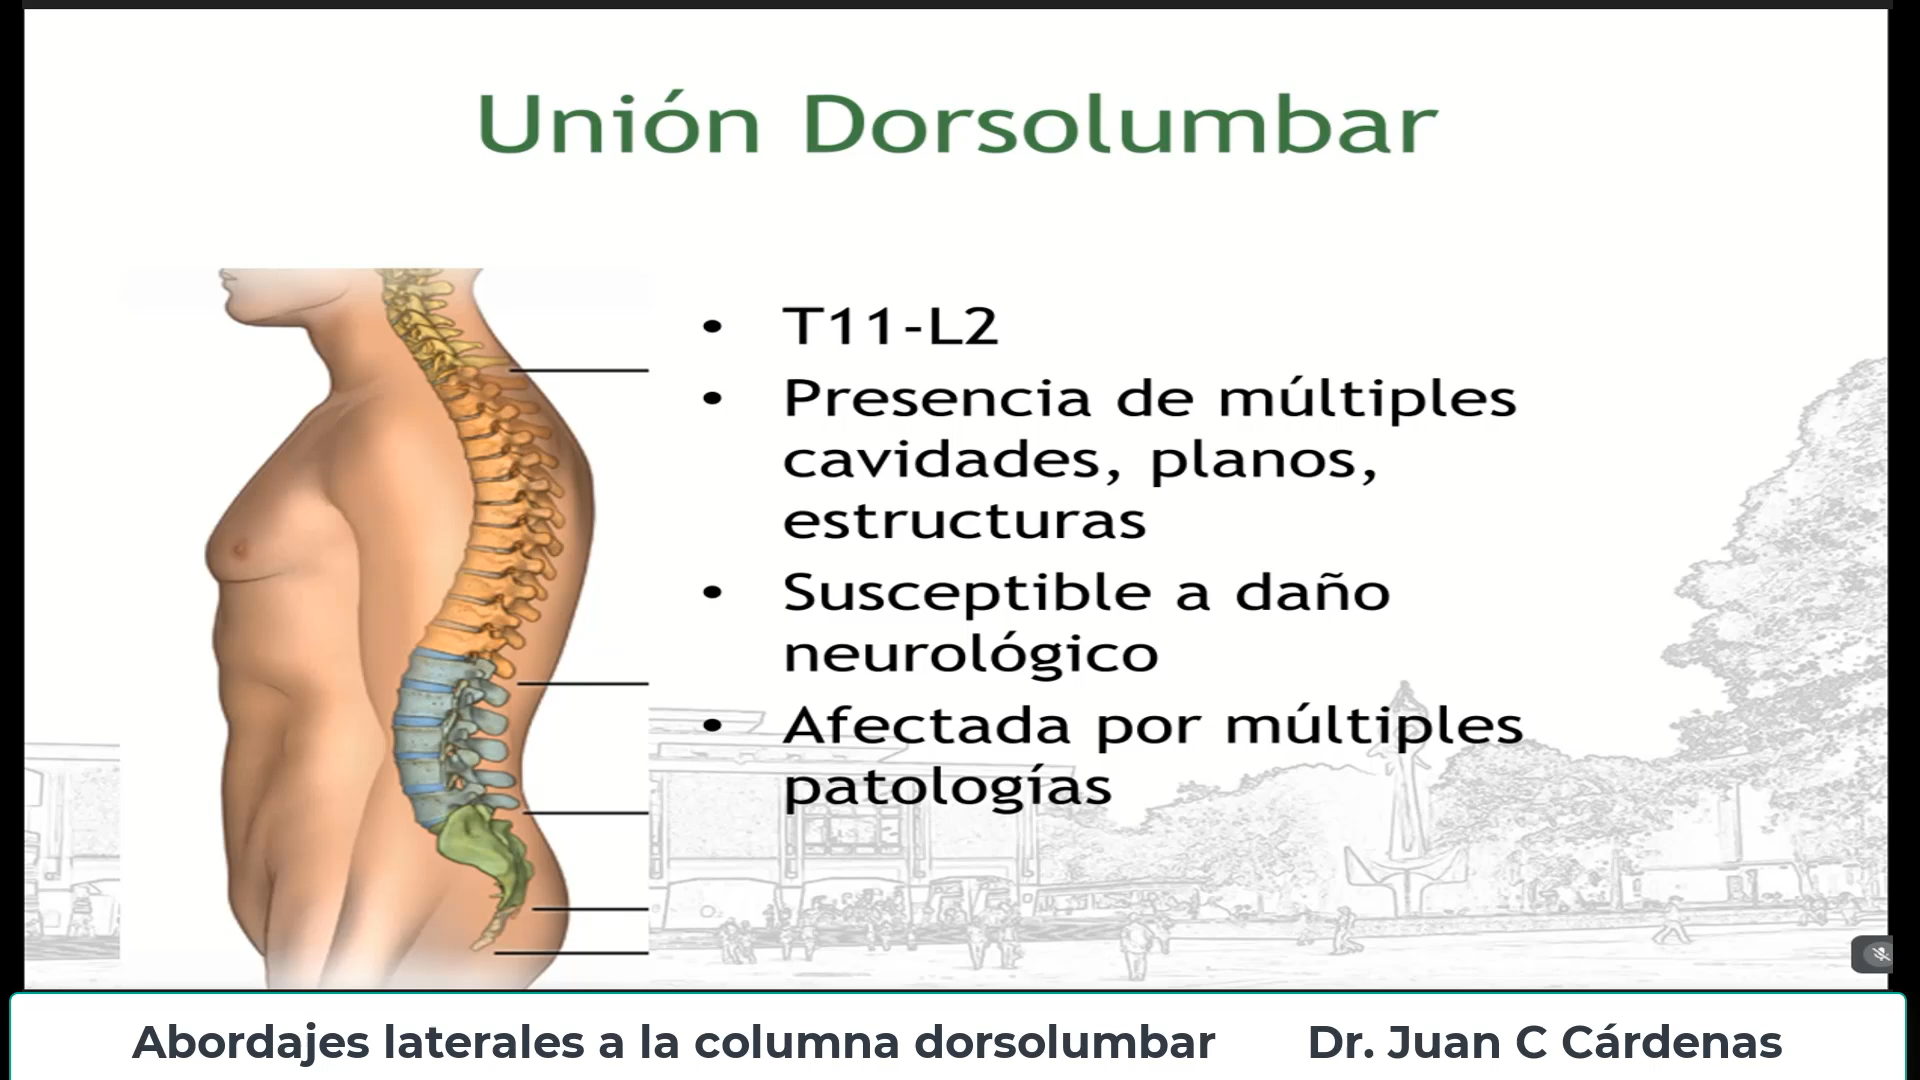 Unión Dorsolumbar
• T11-L2
• Presencia de múltiples
cavidades, planos,
estructuras
• Susceptible a daño
neurológico
• Afectada por múltiples
patologías
Abordajes laterales a la columna dorsolumbar Dr. Juan C Cárdenas